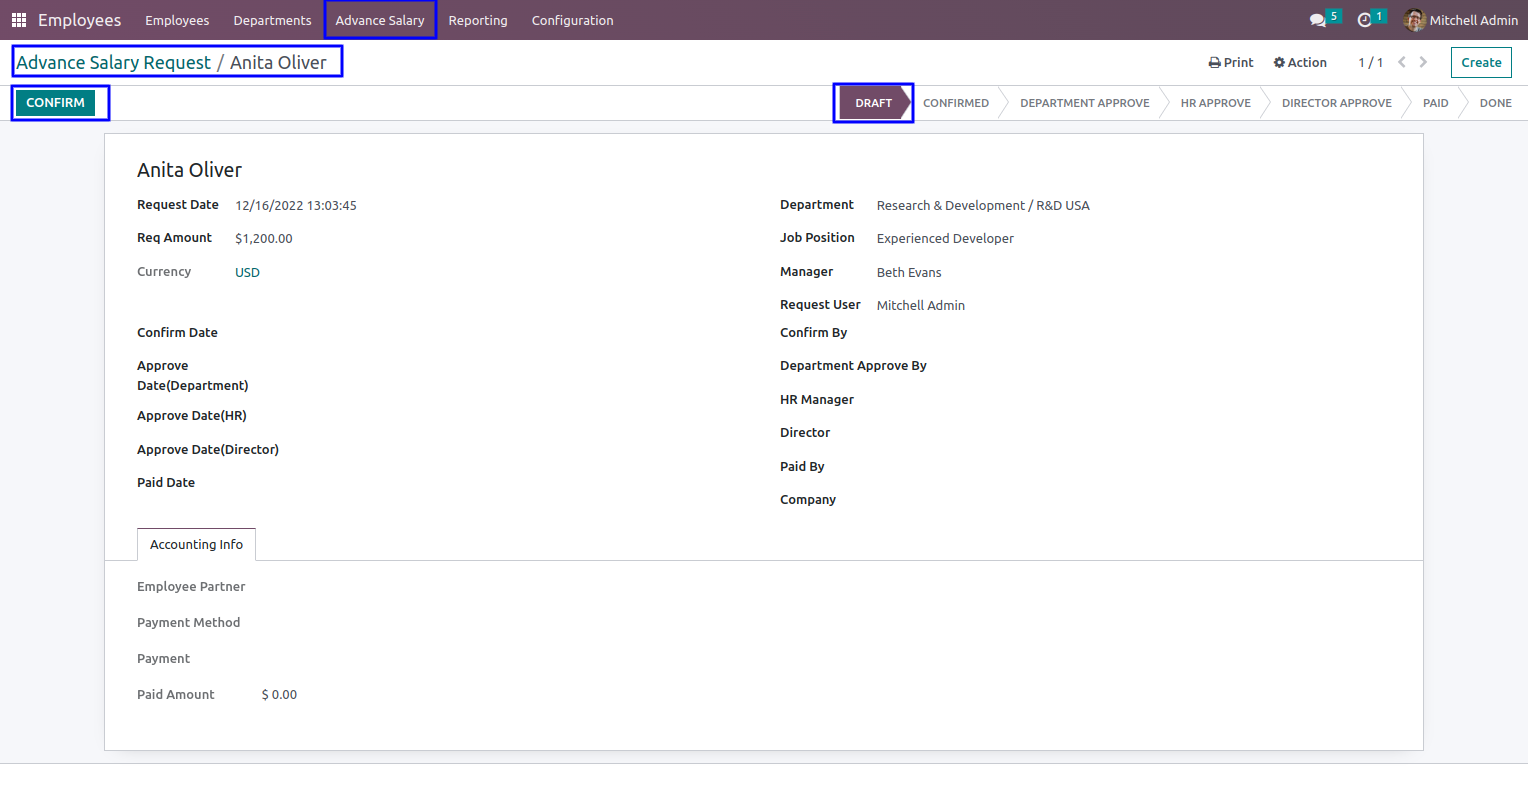 Employees Employees Departments Advance Salary Reporting Configuration 5 1 Mitchell Admin
Advance Salary Request / Anita Oliver Print Action 1 / 1 Create
CONFIRM DRAFT CONFIRMED DEPARTMENT APPROVE HR APPROVE DIRECTOR APPROVE PAID DONE
Anita Oliver
Request Date 12/16/2022 13:03:45 Department Research & Development / R&D USA
Req Amount $1,200.00 Job Position Experienced Developer
Currency USD Manager Beth Evans
Request User Mitchell Admin
Confirm Date Confirm By
Approve Department Approve By
Date(Department)
HR Manager
Approve Date(HR)
Director
Approve Date(Director)
Paid By
Paid Date
Company
Accounting Info
Employee Partner
Payment Method
Payment
Paid Amount $ 0.00